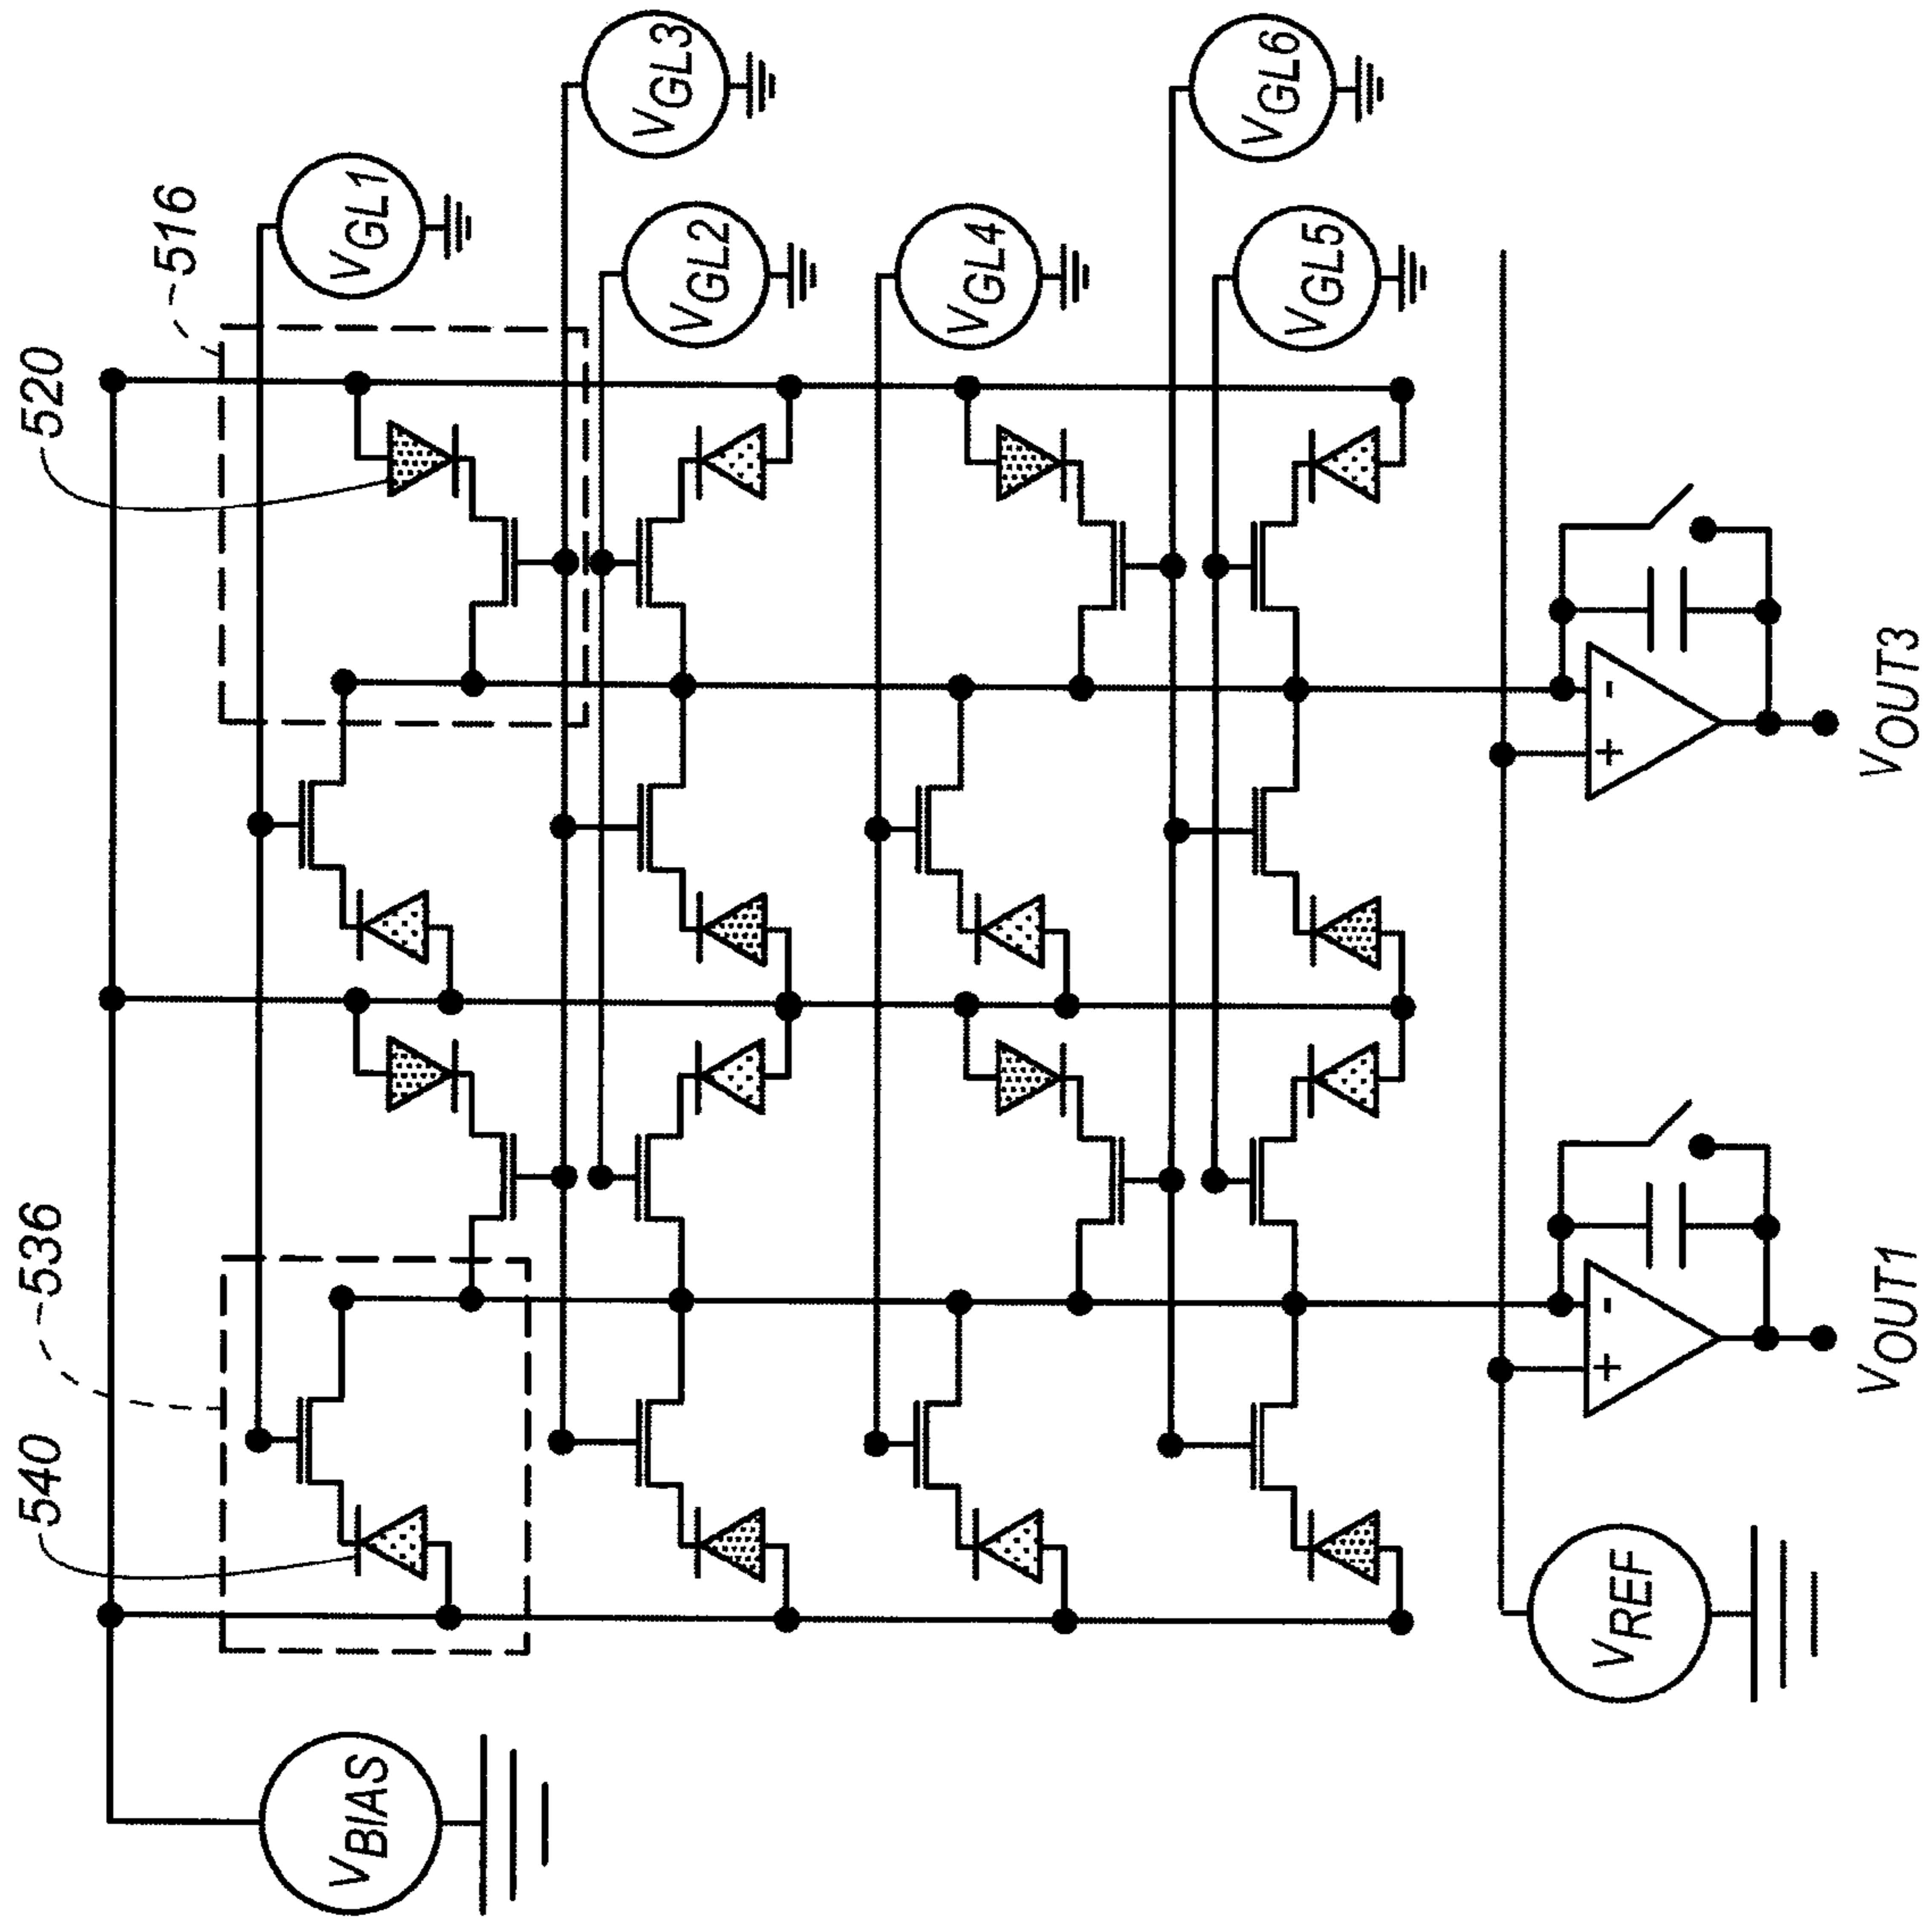 540
536
520
516
VBIAS
VGL1
VGL3
VGL2
VGL4
VGL6
VGL5
VREF
+ -
+ -
VOUT1
VOUT3